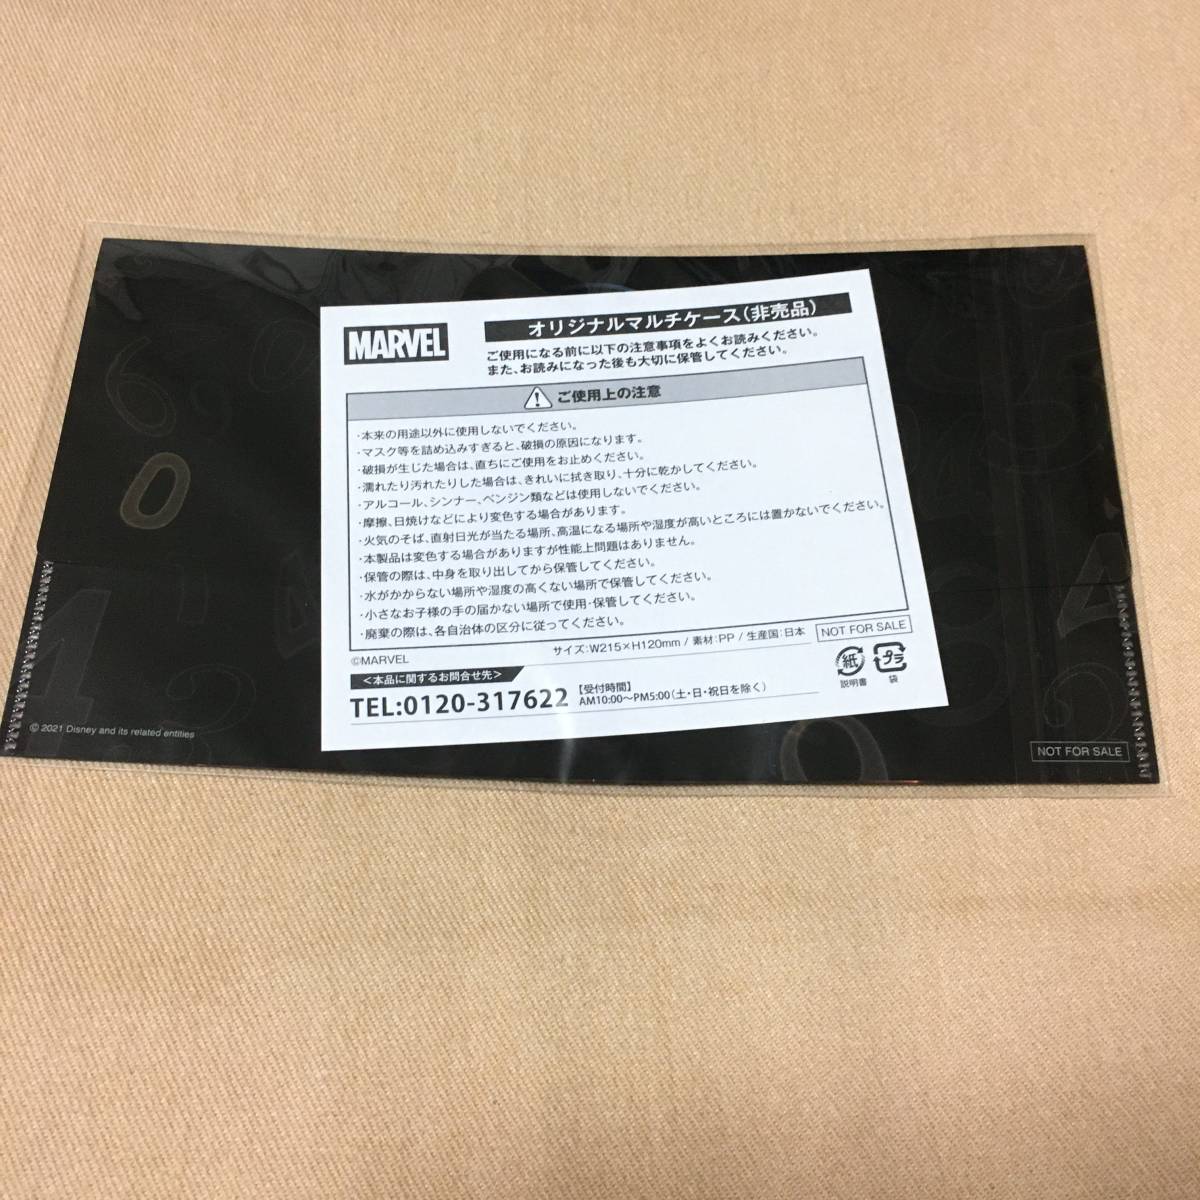 MARVEL
オリジナルマルチケース(非売品)
ご使用になる前に以下の注意事項をよくお読みください。
また、お読みになった後も大切に保管してください。
ご使用上の注意
・本来の用途以外に使用しないでください。
・マスク等を詰め込みすぎると、破損の原因になります。
・破損が生じた場合は、直ちにご使用をお止めください。
・濡れたり汚れたりした場合は、きれいに拭き取り、十分に乾かしてください。
・アルコール、シンナー、ベンジン類などは使用しないでください。
・摩擦、日焼けなどにより変色する場合があります。
・火気のそば、直射日光が当たる場所、高温になる場所や湿度が高いところには置かないでください。
・本製品は変色する場合がありますが性能上問題はありません。
・保管の際は、中身を取り出してから保管してください。
・水がかからない場所や湿度の高くない場所で保管してください。
・小さなお子様の手の届かない場所で使用・保管してください。
・廃棄の際は、各自治体の区分に従ってください。
サイズ:W215×H120mm / 素材:PP / 生産国:日本
NOT FOR SALE
©MARVEL
<本品に関するお問合せ先>
TEL:0120-317622
【受付時間】
AM10:00〜PM5:00(土・日・祝日を除く)
紙
説明書
プラ
袋
© 2021 Disney and its related entities
NOT FOR SALE
6
0
4
4
0